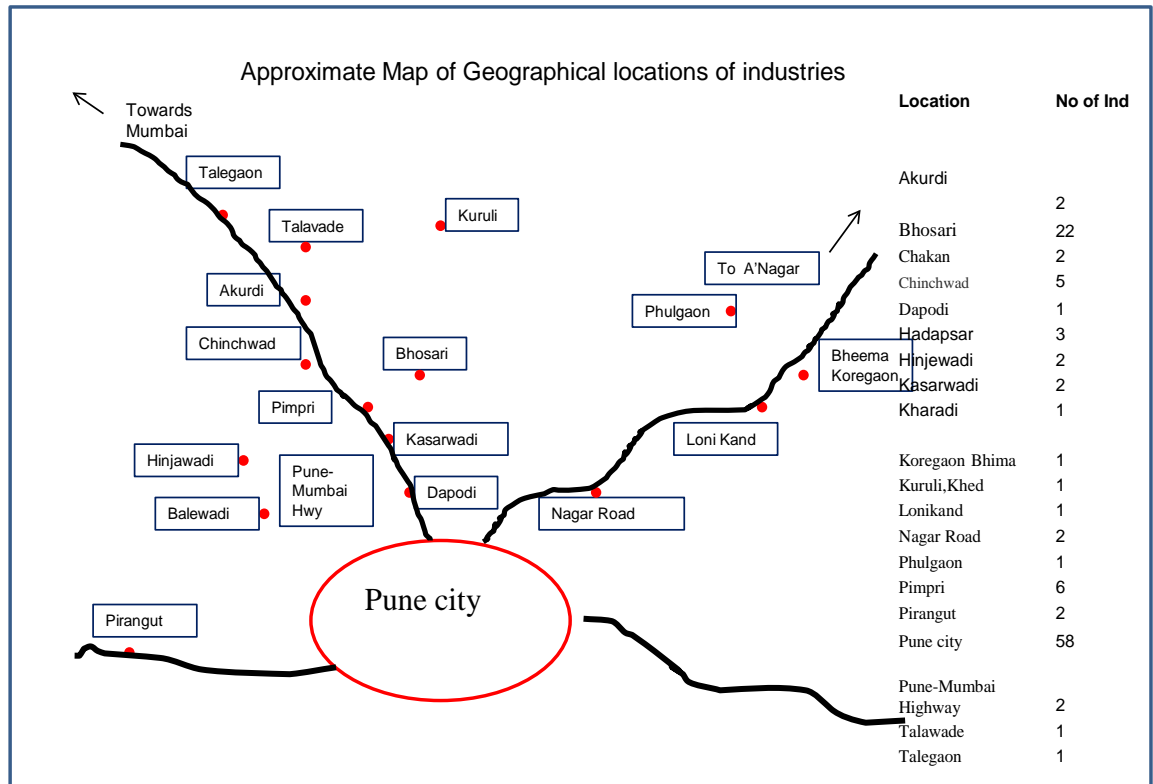 Approximate Map of Geographical locations of industries
Towards
Mumbai
Talegaon
Talavade
Kuruli
To A'Nagar
Akurdi
Phulgaon
Chinchwad
Bhosari
Bheema
Koregaon
Pimpri
Kasarwadi
Loni Kand
Hinjawadi
Pune-
Mumbai
Hwy
Dapodi
Balewadi
Nagar Road
Pune city
Pirangut
Location No of Ind
Akurdi
2
Bhosari 22
Chakan 2
Chinchwad 5
Dapodi 1
Hadapsar 3
Hinjewadi 2
Kasarwadi 2
Kharadi 1
Koregaon Bhima 1
Kuruli,Khed 1
Lonikand 1
Nagar Road 2
Phulgaon 1
Pimpri 6
Pirangut 2
Pune city 58
Pune-Mumbai
Highway 2
Talawade 1
Talegaon 1